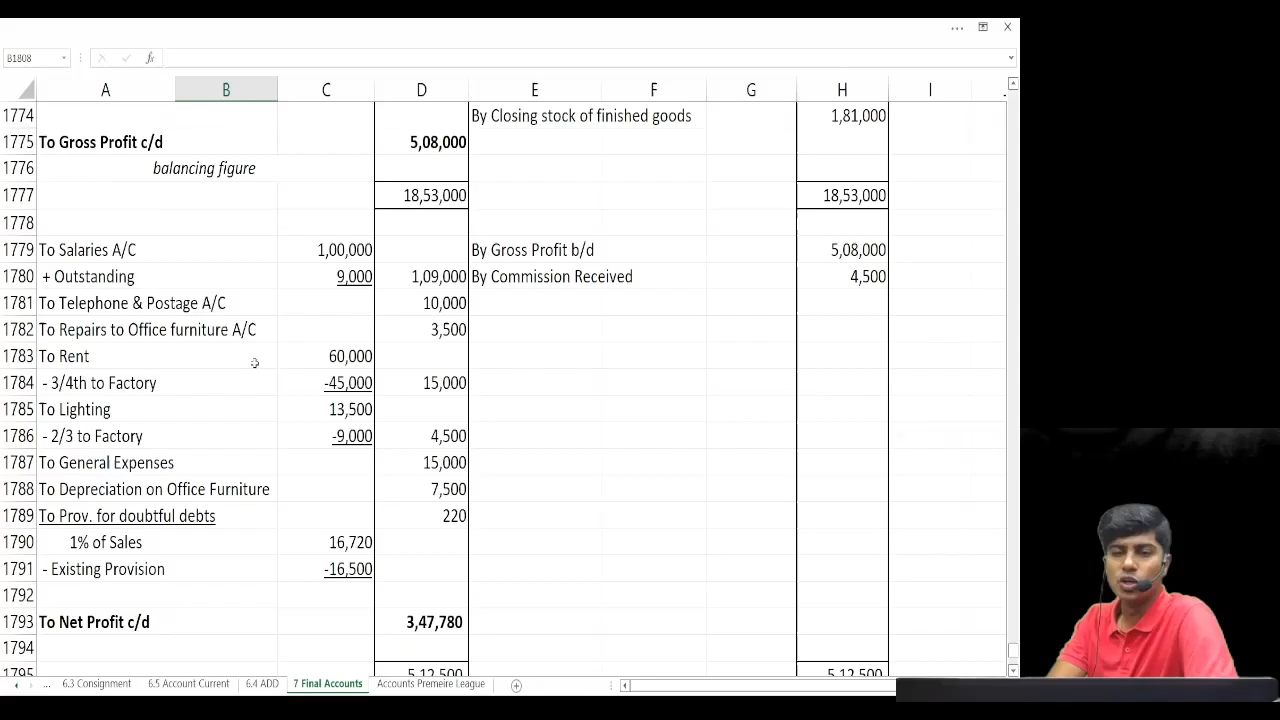 B1808
fx
A B C D E F G H I
1774 By Closing stock of finished goods 1,81,000
1775 To Gross Profit c/d 5,08,000
1776 balancing figure
1777 18,53,000 18,53,000
1778
1779 To Salaries A/C 1,00,000 By Gross Profit b/d 5,08,000
1780 + Outstanding 9,000 1,09,000 By Commission Received 4,500
1781 To Telephone & Postage A/C 10,000
1782 To Repairs to Office furniture A/C 3,500
1783 To Rent 60,000
1784 - 3/4th to Factory -45,000 15,000
1785 To Lighting 13,500
1786 - 2/3 to Factory -9,000 4,500
1787 To General Expenses 15,000
1788 To Depreciation on Office Furniture 7,500
1789 To Prov. for doubtful debts 220
1790 1% of Sales 16,720
1791 - Existing Provision -16,500
1792
1793 To Net Profit c/d 3,47,780
1794
1795 5,12,500 5,12,500
... 6.3 Consignment 6.5 Account Current 6.4 ADD 7 Final Accounts Accounts Premeire League